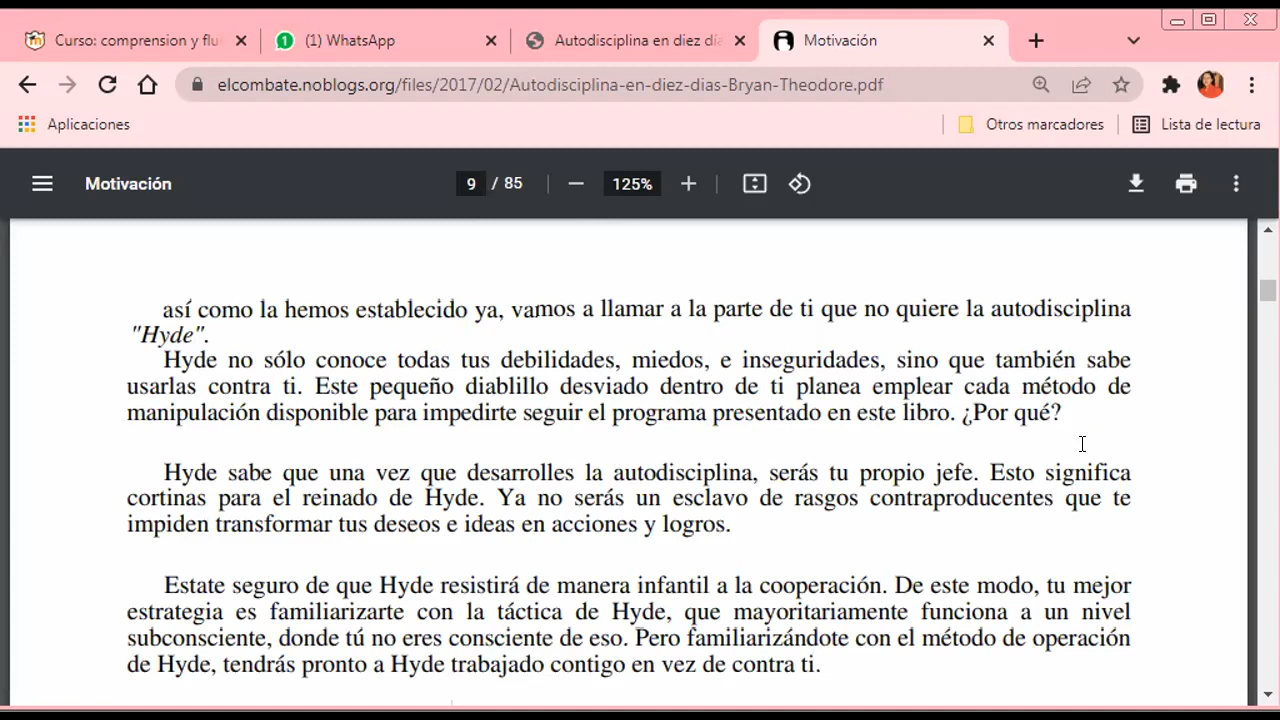 Curso: comprension y flu
(1) WhatsApp
Autodisciplina en diez día
Motivación
elcombate.noblogs.org/files/2017/02/Autodisciplina-en-diez-dias-Bryan-Theodore.pdf
Aplicaciones
Otros marcadores
Lista de lectura
Motivación
9 / 85
125%
así como la hemos establecido ya, vamos a llamar a la parte de ti que no quiere la autodisciplina
"Hyde".
Hyde no sólo conoce todas tus debilidades, miedos, e inseguridades, sino que también sabe
usarlas contra ti. Este pequeño diablillo desviado dentro de ti planea emplear cada método de
manipulación disponible para impedirte seguir el programa presentado en este libro. ¿Por qué?
Hyde sabe que una vez que desarrolles la autodisciplina, serás tu propio jefe. Esto significa
cortinas para el reinado de Hyde. Ya no serás un esclavo de rasgos contraproducentes que te
impiden transformar tus deseos e ideas en acciones y logros.
Estate seguro de que Hyde resistirá de manera infantil a la cooperación. De este modo, tu mejor
estrategia es familiarizarte con la táctica de Hyde, que mayoritariamente funciona a un nivel
subconsciente, donde tú no eres consciente de eso. Pero familiarizándote con el método de operación
de Hyde, tendrás pronto a Hyde trabajado contigo en vez de contra ti.